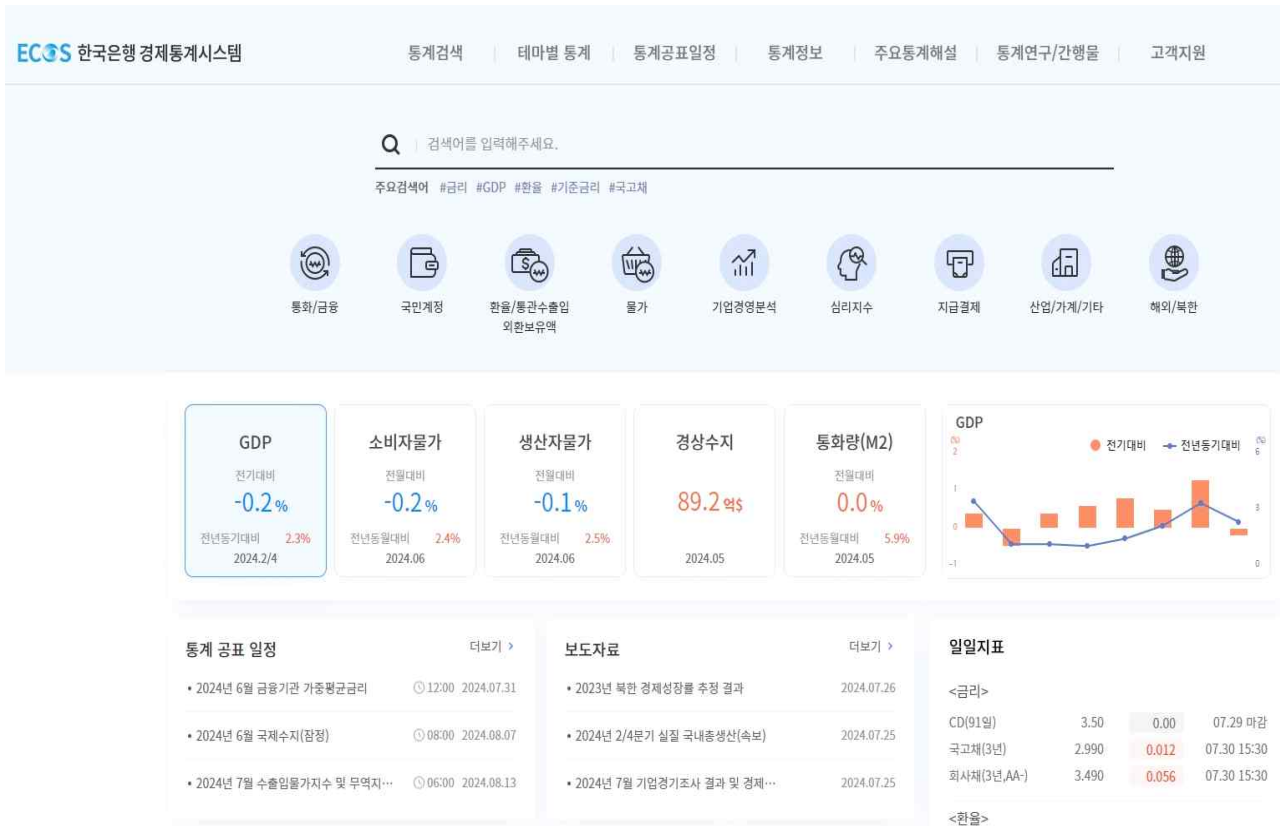 ECOS 한국은행 경제통계시스템
통계검색
테마별 통계
통계공표일정
통계정보
주요통계해설
통계연구/간행물
고객지원
검색어를 입력해주세요.
주요검색어 #금리 #GDP #환율 #기준금리 #국고채
통화/금융
국민계정
환율/통관수출입
외환보유액
물가
기업경영분석
심리지수
지급결제
산업/가계/기타
해외/북한
GDP
전기대비
-0.2 %
전년동기대비 2.3%
2024.2/4
소비자물가
전월대비
-0.2 %
전년동월대비 2.4%
2024.06
생산자물가
전월대비
-0.1 %
전년동월대비 2.5%
2024.06
경상수지
89.2 억$
2024.05
통화량(M2)
전월대비
0.0 %
전년동월대비 5.9%
2024.05
GDP
(%) 전기대비 전년동기대비 (%)
2 6
1
0 3
-1 0
통계 공표 일정 더보기 >
• 2024년 6월 금융기관 가중평균금리 12:00 2024.07.31
• 2024년 6월 국제수지(잠정) 08:00 2024.08.07
• 2024년 7월 수출입물가지수 및 무역지··· 06:00 2024.08.13
보도자료 더보기 >
• 2023년 북한 경제성장률 추정 결과 2024.07.26
• 2024년 2/4분기 실질 국내총생산(속보) 2024.07.25
• 2024년 7월 기업경기조사 결과 및 경제··· 2024.07.25
일일지표
<금리>
CD(91일) 3.50 0.00 07.29 마감
국고채(3년) 2.990 0.012 07.30 15:30
회사채(3년,AA-) 3.490 0.056 07.30 15:30
<환율>